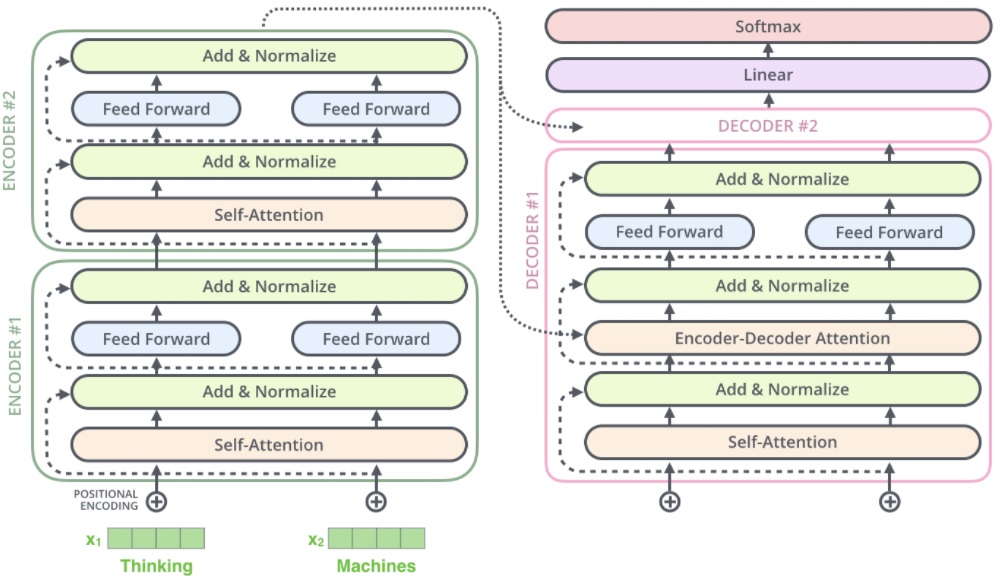 ENCODER #2
Add & Normalize
Feed Forward Feed Forward
Add & Normalize
Self-Attention
ENCODER #1
Add & Normalize
Feed Forward Feed Forward
Add & Normalize
Self-Attention
POSITIONAL
ENCODING
x1 x2
Thinking Machines
Softmax
Linear
DECODER #2
DECODER #1
Add & Normalize
Feed Forward Feed Forward
Add & Normalize
Encoder-Decoder Attention
Add & Normalize
Self-Attention